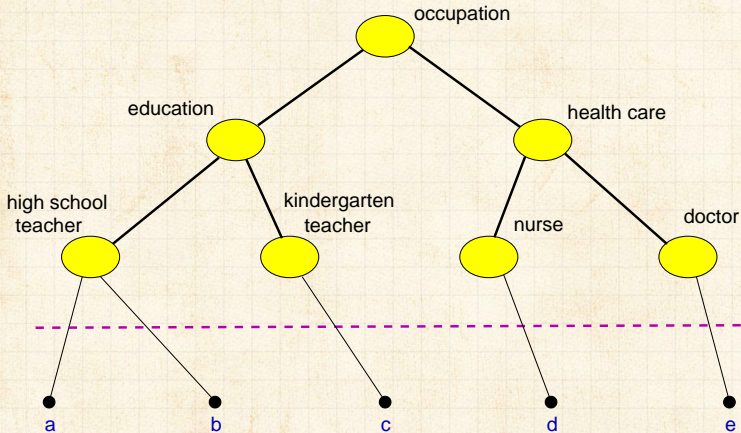 occupation
education
health care
high school
teacher
kindergarten
teacher
nurse
doctor
a
b
c
d
e